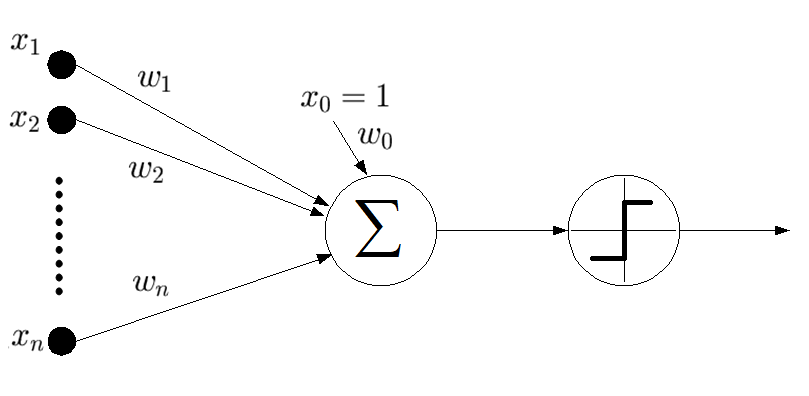 x₁
w₁
x₀ = 1
w₀
x₂
w₂
∑
wₙ
xₙ